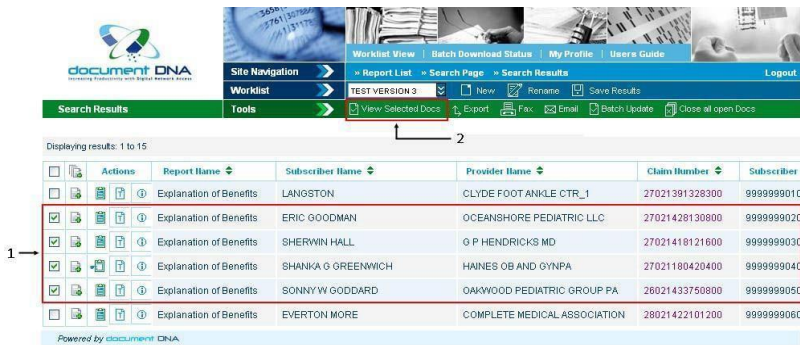 Worklist View | Batch Download Status | My Profile | Users Guide
document DNA
Increasing Productivity with Digital Network Access
Site Navigation » Report List » Search Page » Search Results Logout
Worklist TEST VERSION 3 New Rename Save Results
Search Results Tools View Selected Docs Export Fax Email Batch Update Close all open Docs
2
Displaying results: 1 to 15
Actions Report Name Subscriber Name Provider Name Claim Number Subscriber
Explanation of Benefits LANGSTON CLYDE FOOT ANKLE CTR_1 27021391328300 9999999010
Explanation of Benefits ERIC GOODMAN OCEANSHORE PEDIATRIC LLC 27021428130800 9999999020
Explanation of Benefits SHERWIN HALL G P HENDRICKS MD 27021418121600 9999999030
1
Explanation of Benefits SHANKA G GREENWICH HAINES OB AND GYNPA 27021180420400 9999999040
Explanation of Benefits SONNY W GODDARD OAKWOOD PEDIATRIC GROUP PA 26021433750800 9999999050
Explanation of Benefits EVERTON MORE COMPLETE MEDICAL ASSOCIATION 28021422101200 9999999060
Powered by document DNA